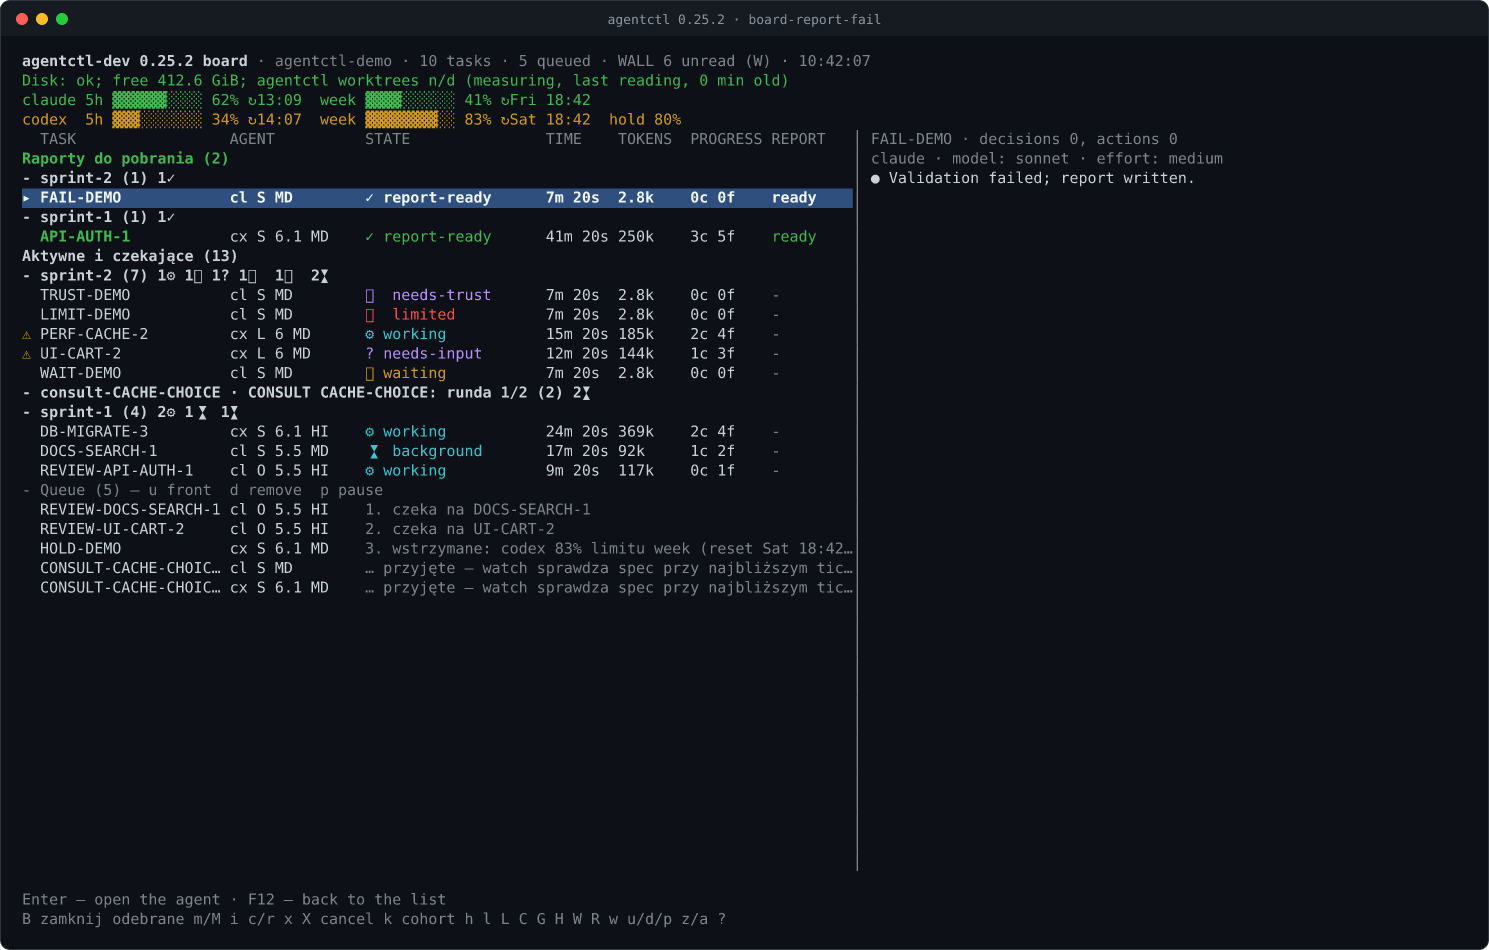 agentctl 0.25.2 · board-report-fail
agentctl-dev 0.25.2 board · agentctl-demo · 10 tasks · 5 queued · WALL 6 unread (W) · 10:42:07
Disk: ok; free 412.6 GiB; agentctl worktrees n/d (measuring, last reading, 0 min old)
claude 5h ▓▓▓▓▓▓░░░░ 62% ↻13:09 week ▓▓▓▓░░░░░░ 41% ↻Fri 18:42
codex 5h ▓▓▓░░░░░░░ 34% ↻14:07 week ▓▓▓▓▓▓▓▓░░ 83% ↻Sat 18:42 hold 80%
TASK AGENT STATE TIME TOKENS PROGRESS REPORT
Raporty do pobrania (2)
- sprint-2 (1) 1✓
▸ FAIL-DEMO cl S MD ✓ report-ready 7m 20s 2.8k 0c 0f ready
- sprint-1 (1) 1✓
API-AUTH-1 cx S 6.1 MD ✓ report-ready 41m 20s 250k 3c 5f ready
Aktywne i czekające (13)
- sprint-2 (7) 1⚙ 1▯ 1? 1▯ 1▯ 2⧗
TRUST-DEMO cl S MD ▯ needs-trust 7m 20s 2.8k 0c 0f -
LIMIT-DEMO cl S MD ▯ limited 7m 20s 2.8k 0c 0f -
⚠ PERF-CACHE-2 cx L 6 MD ⚙ working 15m 20s 185k 2c 4f -
⚠ UI-CART-2 cx L 6 MD ? needs-input 12m 20s 144k 1c 3f -
WAIT-DEMO cl S MD ▯ waiting 7m 20s 2.8k 0c 0f -
- consult-CACHE-CHOICE · CONSULT CACHE-CHOICE: runda 1/2 (2) 2⧗
- sprint-1 (4) 2⚙ 1⧗ 1⧗
DB-MIGRATE-3 cx S 6.1 HI ⚙ working 24m 20s 369k 2c 4f -
DOCS-SEARCH-1 cl S 5.5 MD ⧗ background 17m 20s 92k 1c 2f -
REVIEW-API-AUTH-1 cl O 5.5 HI ⚙ working 9m 20s 117k 0c 1f -
- Queue (5) — u front d remove p pause
REVIEW-DOCS-SEARCH-1 cl O 5.5 HI 1. czeka na DOCS-SEARCH-1
REVIEW-UI-CART-2 cl O 5.5 HI 2. czeka na UI-CART-2
HOLD-DEMO cx S 6.1 MD 3. wstrzymane: codex 83% limitu week (reset Sat 18:42…
CONSULT-CACHE-CHOIC… cl S MD … przyjęte — watch sprawdza spec przy najbliższym tic…
CONSULT-CACHE-CHOIC… cx S 6.1 MD … przyjęte — watch sprawdza spec przy najbliższym tic…
FAIL-DEMO · decisions 0, actions 0
claude · model: sonnet · effort: medium
● Validation failed; report written.
Enter — open the agent · F12 — back to the list
B zamknij odebrane m/M i c/r x X cancel k cohort h l L C G H W R w u/d/p z/a ?